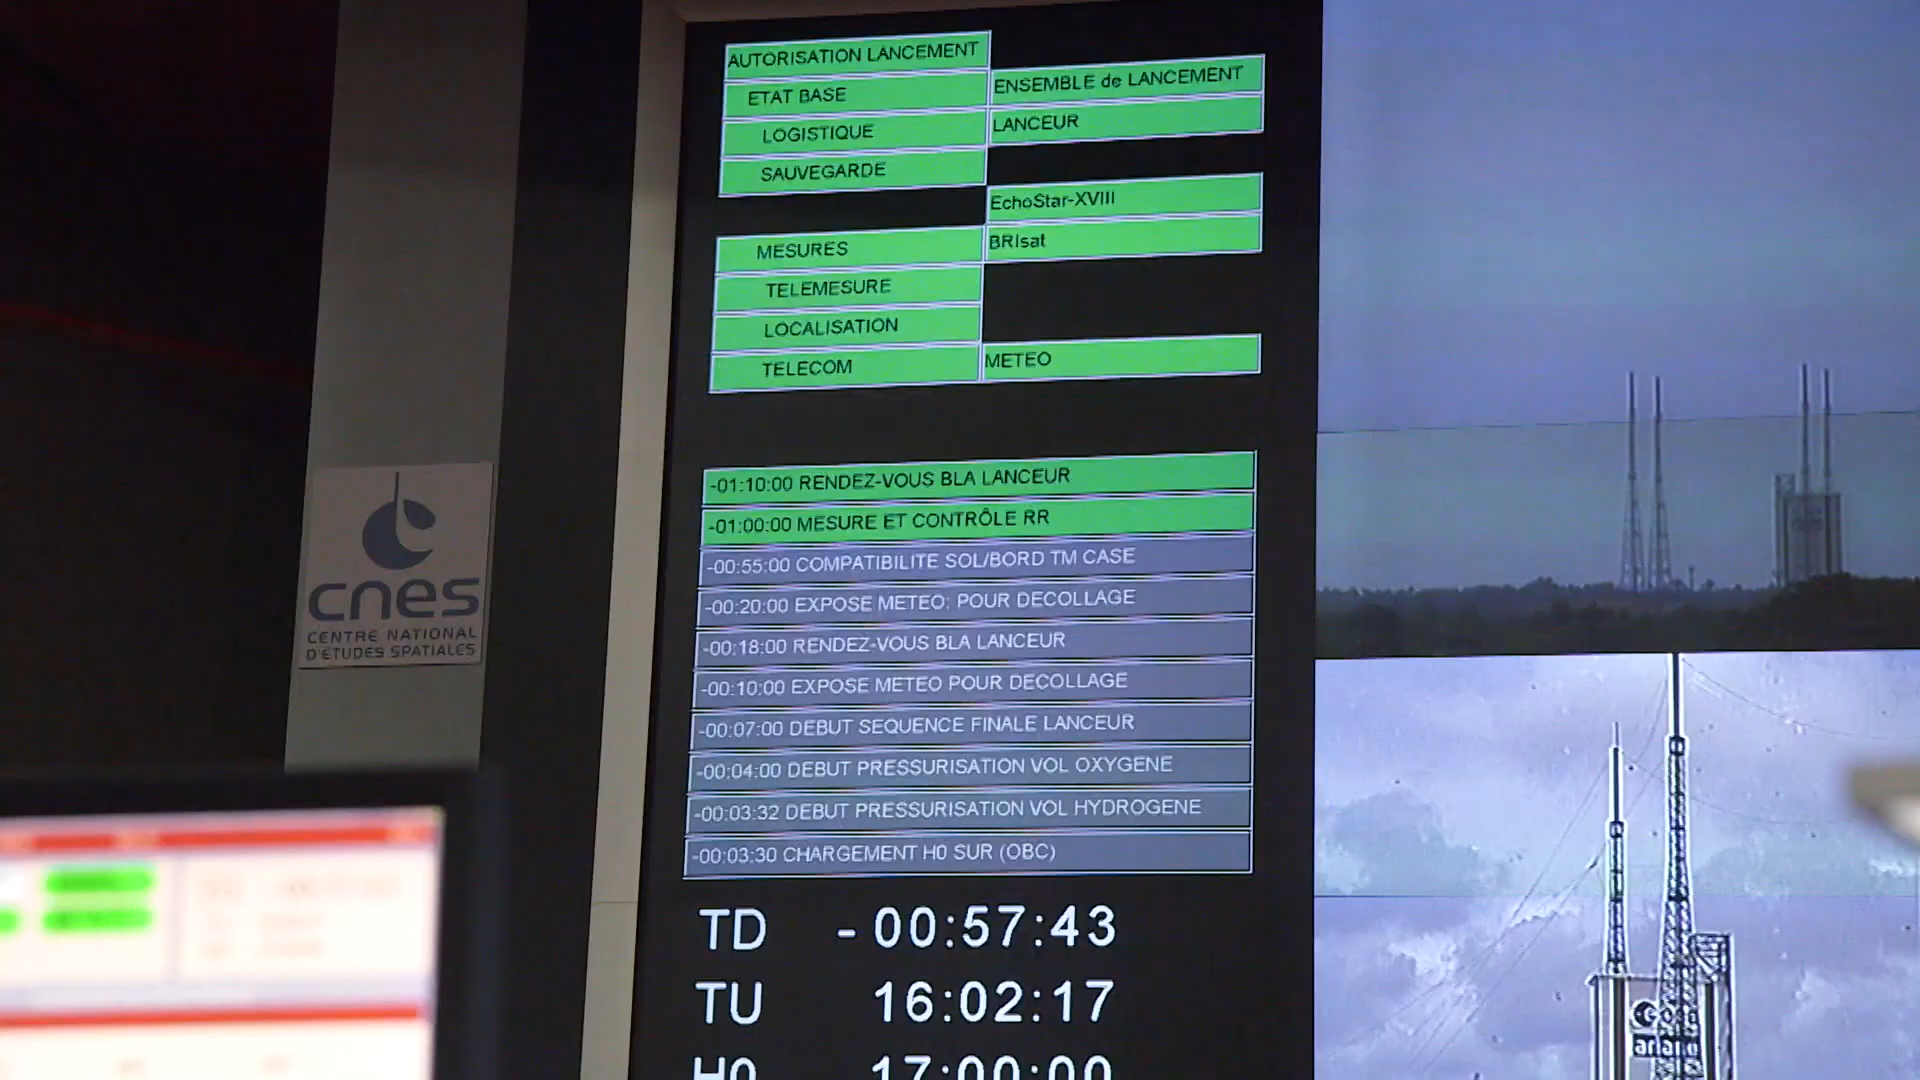 AUTORISATION LANCEMENT
ETAT BASE
ENSEMBLE de LANCEMENT
LOGISTIQUE
LANCEUR
SAUVEGARDE
EchoStar-XVIII
MESURES
BRIsat
TELEMESURE
LOCALISATION
TELECOM
METEO
-01:10:00 RENDEZ-VOUS BLA LANCEUR
-01:00:00 MESURE ET CONTRÔLE RR
-00:55:00 COMPATIBILITE SOL/BORD TM CASE
-00:20:00 EXPOSE METEO: POUR DECOLLAGE
-00:18:00 RENDEZ-VOUS BLA LANCEUR
-00:10:00 EXPOSE METEO POUR DECOLLAGE
-00:07:00 DEBUT SEQUENCE FINALE LANCEUR
-00:04:00 DEBUT PRESSURISATION VOL OXYGENE
-00:03:32 DEBUT PRESSURISATION VOL HYDROGENE
-00:03:30 CHARGEMENT H0 SUR (OBC)
TD - 00:57:43
TU 16:02:17
H0 17:00:00
cnes
CENTRE NATIONAL
D'ETUDES SPATIALES